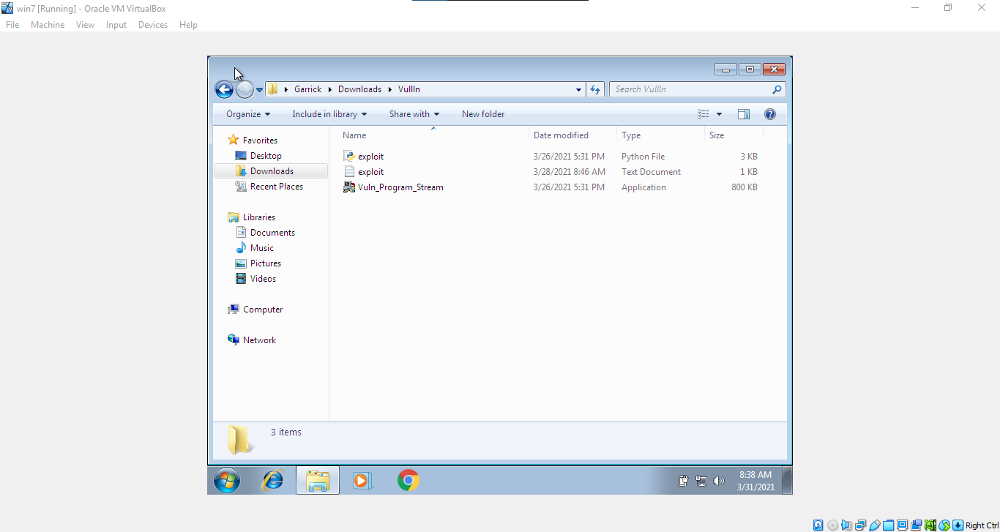 win7 [Running] - Oracle VM VirtualBox
File Machine View Input Devices Help
Garrick Downloads Vullln Search Vullln
Organize Include in library Share with New folder
Name Date modified Type Size
Favorites
Desktop
Downloads
Recent Places
Libraries
Documents
Music
Pictures
Videos
Computer
Network
exploit 3/26/2021 5:31 PM Python File 3 KB
exploit 3/28/2021 8:46 AM Text Document 1 KB
Vuln_Program_Stream 3/26/2021 5:31 PM Application 800 KB
3 items
8:38 AM
3/31/2021
Right Ctrl